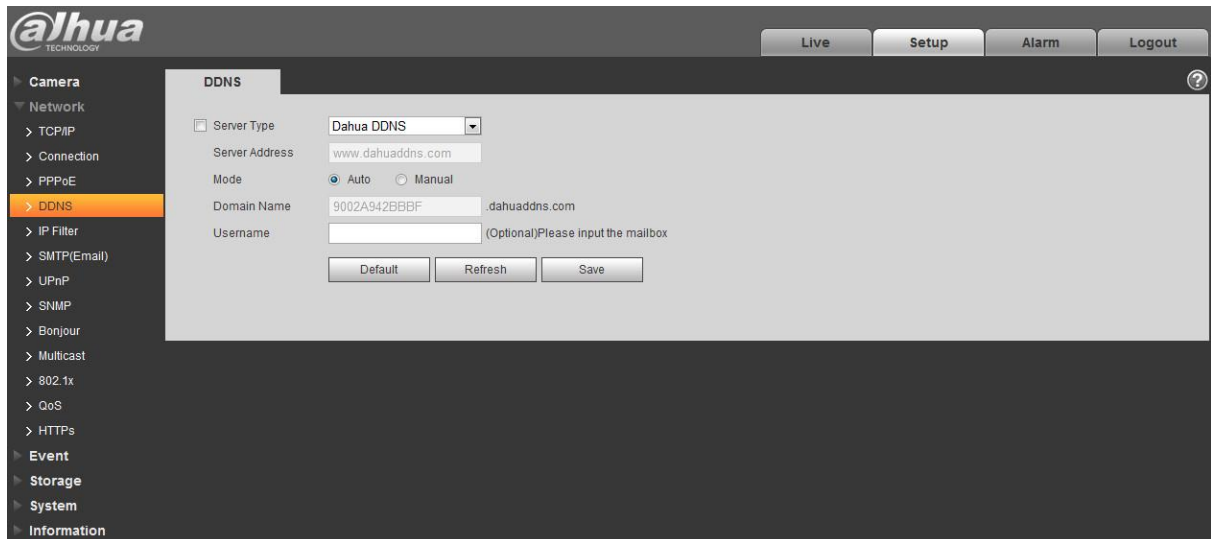 alhua
TECHNOLOGY
Live
Setup
Alarm
Logout
Camera
Network
TCP/IP
Connection
PPPoE
DDNS
IP Filter
SMTP(Email)
UPnP
SNMP
Bonjour
Multicast
802.1x
QoS
HTTPs
Event
Storage
System
Information
DDNS
?
Server Type Dahua DDNS
Server Address www.dahuaddns.com
Mode Auto Manual
Domain Name 9002A942BBBF .dahuaddns.com
Username (Optional)Please input the mailbox
Default Refresh Save